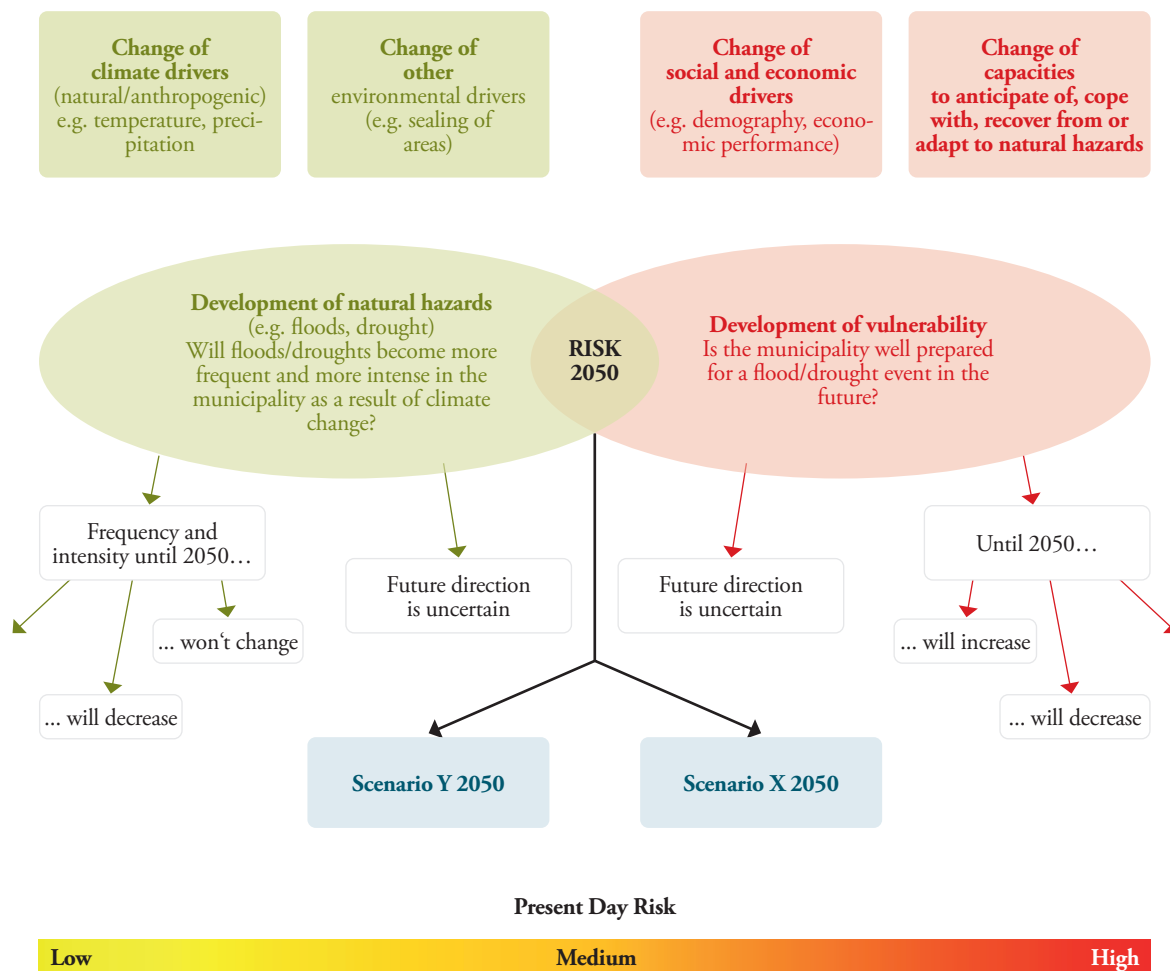 Change of
climate drivers
(natural/anthropogenic)
e.g. temperature, preci-
pitation
Change of
other
environmental drivers
(e.g. sealing of
areas)
Change of
social and economic
drivers
(e.g. demography, econo-
mic performance)
Change of
capacities
to anticipate of, cope
with, recover from or
adapt to natural hazards
Development of natural hazards
(e.g. floods, drought)
Will floods/droughts become more
frequent and more intense in the
municipality as a result of climate
change?
RISK
2050
Development of vulnerability
Is the municipality well prepared
for a flood/drought event in the
future?
Frequency and
intensity until 2050…
Future direction
is uncertain
Future direction
is uncertain
Until 2050…
... won‘t change
... will increase
... will decrease
... will decrease
Scenario Y 2050
Scenario X 2050
Present Day Risk
Low
Medium
High